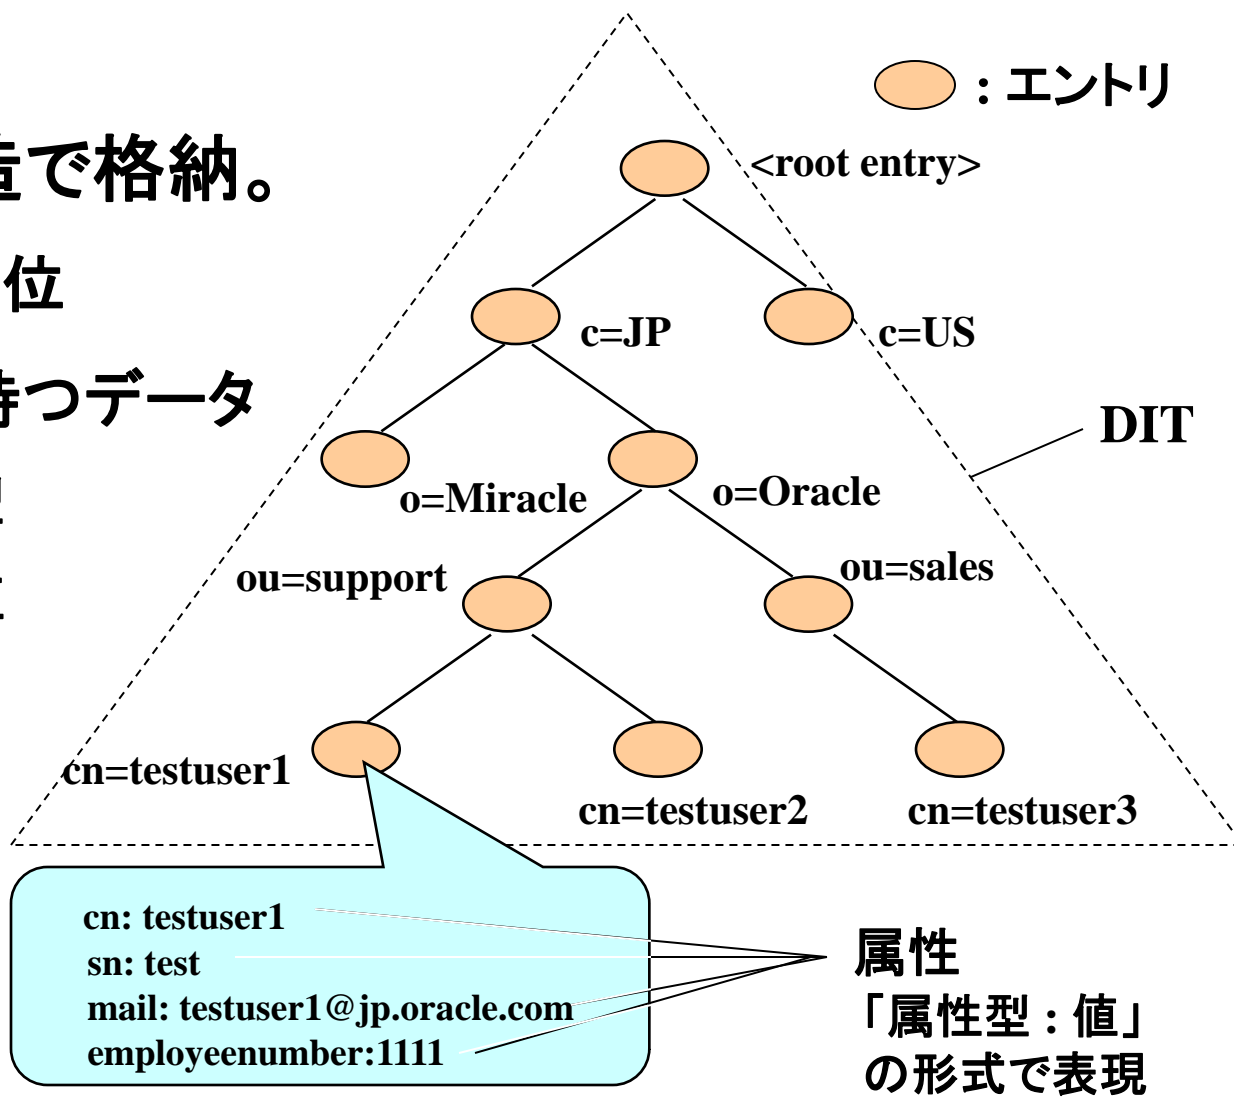 : エントリ
造で格納。
<root entry>
位
c=JP
c=US
持つデータ
DIT
o=Miracle
o=Oracle
ou=support
ou=sales
cn=testuser1
cn=testuser2
cn=testuser3
cn: testuser1
sn: test
mail: testuser1@jp.oracle.com
employeenumber:1111
属性
「属性型 : 値」
の形式で表現